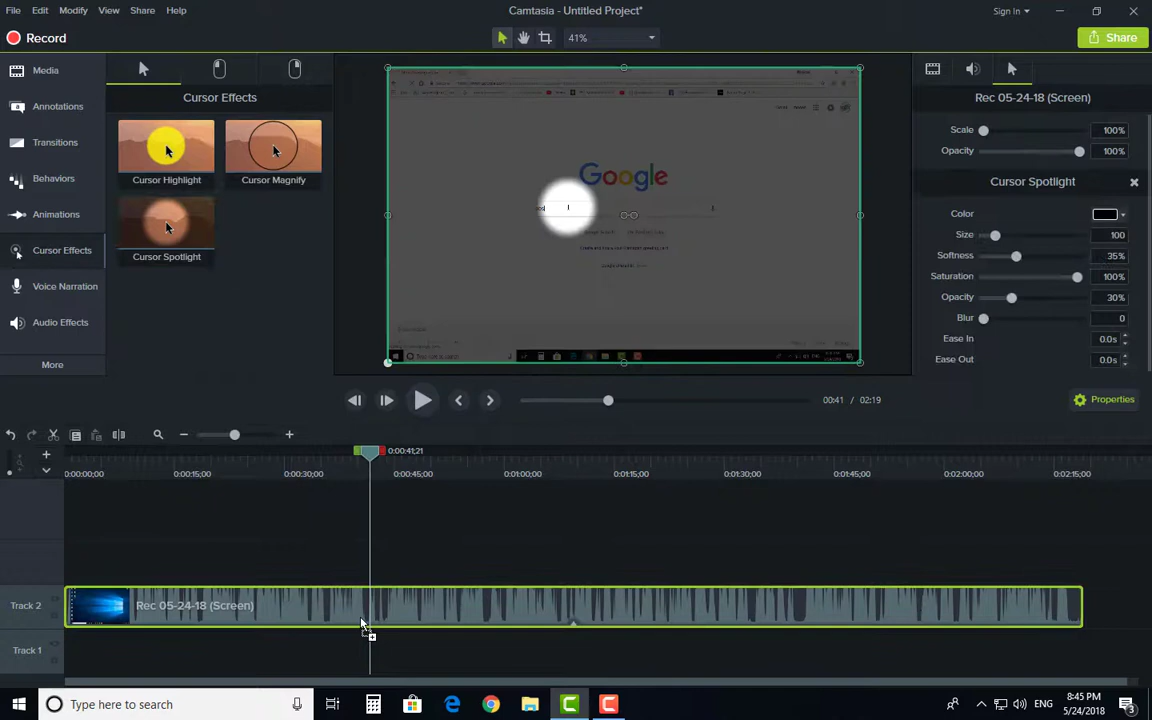 File Edit Modify View Share Help Camtasia - Untitled Project* Sign In
Record 41% Share
Media
Annotations
Transitions
Behaviors
Animations
Cursor Effects
Voice Narration
Audio Effects
More
Cursor Effects
Cursor Highlight Cursor Magnify
Cursor Spotlight
Google
Rec 05-24-18 (Screen)
Scale 100%
Opacity 100%
Cursor Spotlight
Color
Size 100
Softness 35%
Saturation 100%
Opacity 30%
Blur 0
Ease In 0.0s
Ease Out 0.0s
00:41 / 02:19 Properties
0:00:41;21
0:00:00;00 0:00:15;00 0:00:30;00 0:00:45;00 0:01:00;00 0:01:15;00 0:01:30;00 0:01:45;00 0:02:00;00 0:02:15;00
Track 2 Rec 05-24-18 (Screen)
Track 1
Type here to search ENG 8:45 PM
5/24/2018 3